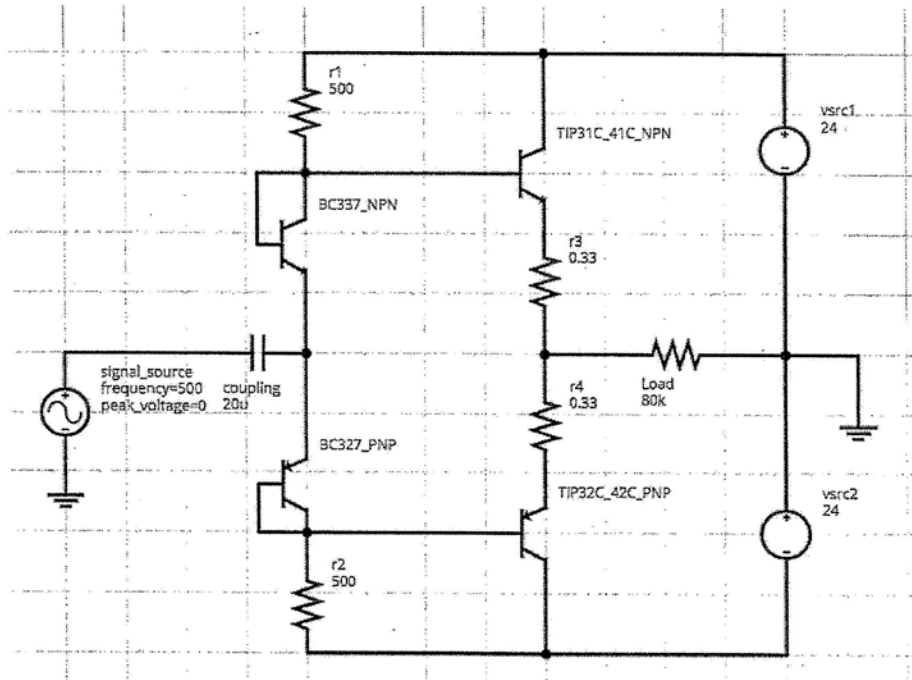 r1
500
vsrc1
24
TIP31C_41C_NPN
BC337_NPN
r3
0.33
signal_source
frequency=500
peak_voltage=0
coupling
20u
r4
0.33
Load
80k
BC327_PNP
TIP32C_42C_PNP
vsrc2
24
r2
500